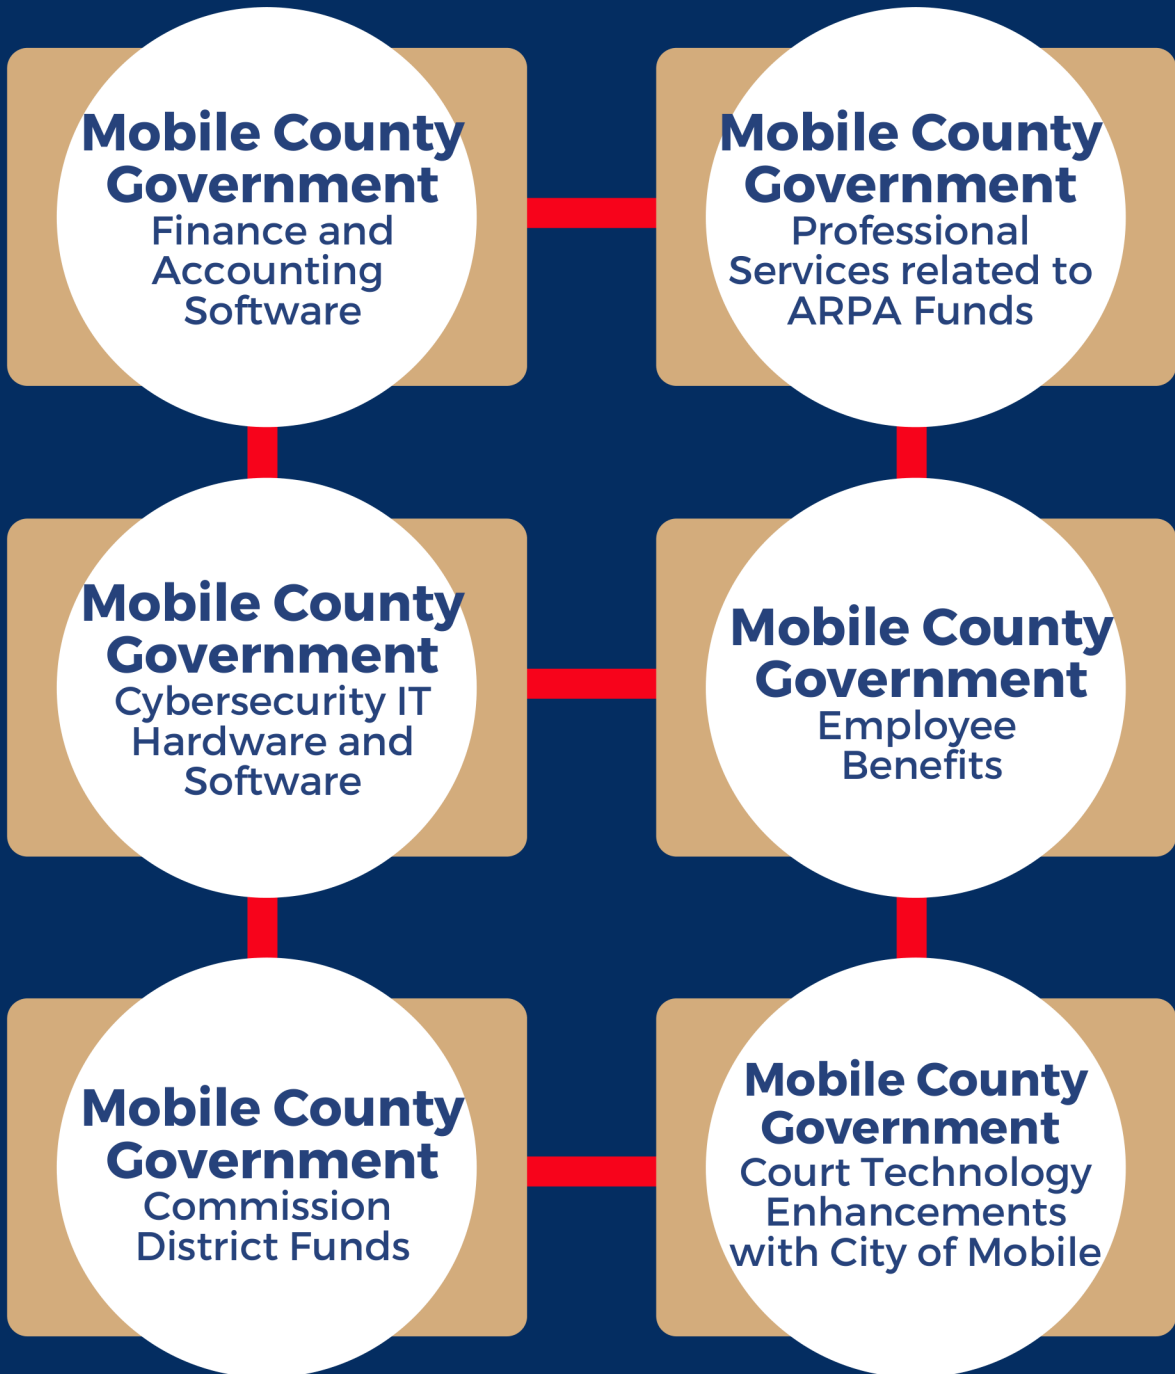 Mobile County
Government
Finance and
Accounting
Software
Mobile County
Government
Professional
Services related to
ARPA Funds
Mobile County
Government
Cybersecurity IT
Hardware and
Software
Mobile County
Government
Employee
Benefits
Mobile County
Government
Commission
District Funds
Mobile County
Government
Court Technology
Enhancements
with City of Mobile